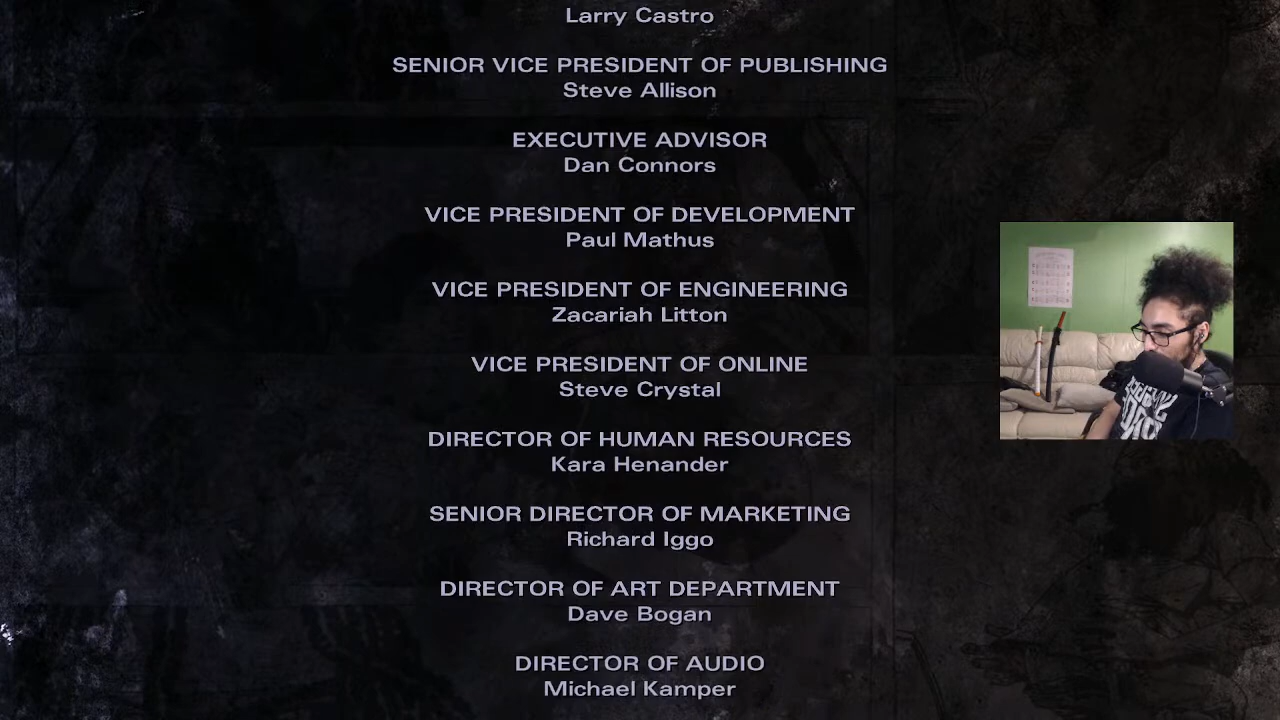 Larry Castro
SENIOR VICE PRESIDENT OF PUBLISHING
Steve Allison
EXECUTIVE ADVISOR
Dan Connors
VICE PRESIDENT OF DEVELOPMENT
Paul Mathus
VICE PRESIDENT OF ENGINEERING
Zacariah Litton
VICE PRESIDENT OF ONLINE
Steve Crystal
DIRECTOR OF HUMAN RESOURCES
Kara Henander
SENIOR DIRECTOR OF MARKETING
Richard Iggo
DIRECTOR OF ART DEPARTMENT
Dave Bogan
DIRECTOR OF AUDIO
Michael Kamper